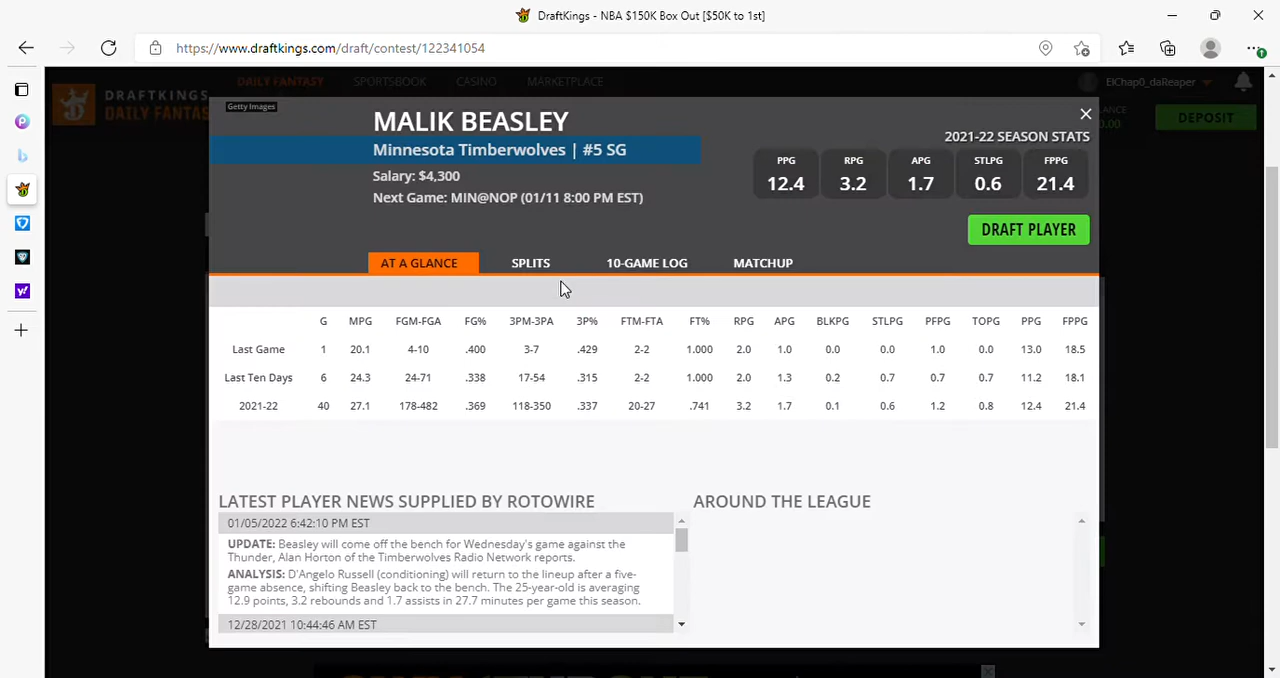 DraftKings - NBA $150K Box Out [$50K to 1st]
https://www.draftkings.com/draft/contest/122341054
DRAFTKINGS
DAILY FANTAS
DAILY FANTASY SPORTSBOOK CASINO MARKETPLACE
ElChap0_daReaper
DEPOSIT
Getty Images
MALIK BEASLEY
Minnesota Timberwolves | #5 SG
Salary: $4,300
Next Game: MIN@NOP (01/11 8:00 PM EST)
2021-22 SEASON STATS
PPG RPG APG STLPG FPPG
12.4 3.2 1.7 0.6 21.4
DRAFT PLAYER
AT A GLANCE SPLITS 10-GAME LOG MATCHUP
G MPG FGM-FGA FG% 3PM-3PA 3P% FTM-FTA FT% RPG APG BLKPG STLPG PFPG TOPG PPG FPPG
Last Game 1 20.1 4-10 .400 3-7 .429 2-2 1.000 2.0 1.0 0.0 0.0 1.0 0.0 13.0 18.5
Last Ten Days 6 24.3 24-71 .338 17-54 .315 2-2 1.000 2.0 1.3 0.2 0.7 0.7 0.7 11.2 18.1
2021-22 40 27.1 178-482 .369 118-350 .337 20-27 .741 3.2 1.7 0.1 0.6 1.2 0.8 12.4 21.4
LATEST PLAYER NEWS SUPPLIED BY ROTOWIRE
01/05/2022 6:42:10 PM EST
UPDATE: Beasley will come off the bench for Wednesday's game against the
Thunder, Alan Horton of the Timberwolves Radio Network reports.
ANALYSIS: D'Angelo Russell (conditioning) will return to the lineup after a five-
game absence, shifting Beasley back to the bench. The 25-year-old is averaging
12.9 points, 3.2 rebounds and 1.7 assists in 27.7 minutes per game this season.
12/28/2021 10:44:46 AM EST
AROUND THE LEAGUE